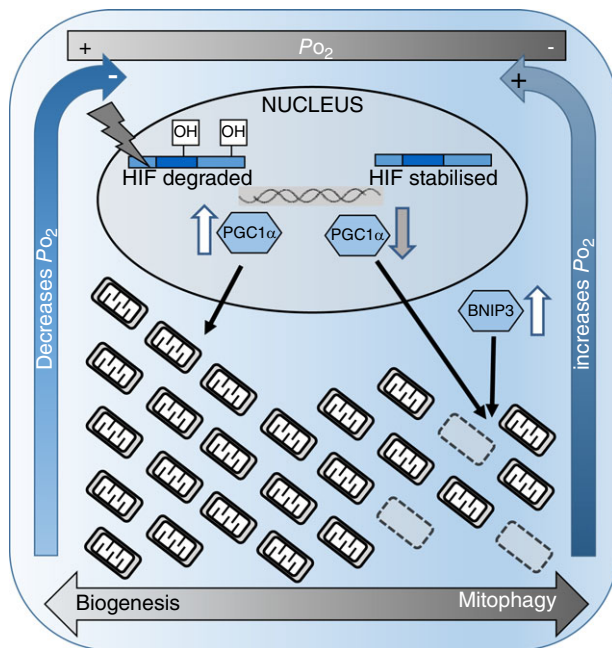 + Po₂ -
-
+
NUCLEUS
OH OH
HIF degraded
HIF stabilised
PGC1α
PGC1α
BNIP3
Decreases Po₂
increases Po₂
Biogenesis
Mitophagy